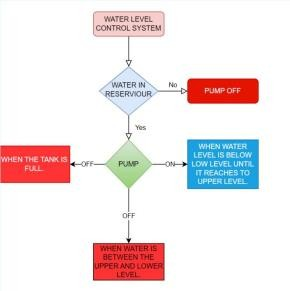 WATER LEVEL
CONTROL SYSTEM
WATER IN
RESERVIOUR
No
PUMP OFF
Yes
WHEN THE TANK IS
FULL.
OFF
PUMP
ON
WHEN WATER
LEVEL IS BELOW
LOW LEVEL UNTIL
IT REACHES TO
UPPER LEVEL.
OFF
WHEN WATER IS
BETWEEN THE
UPPER AND LOWER
LEVEL.